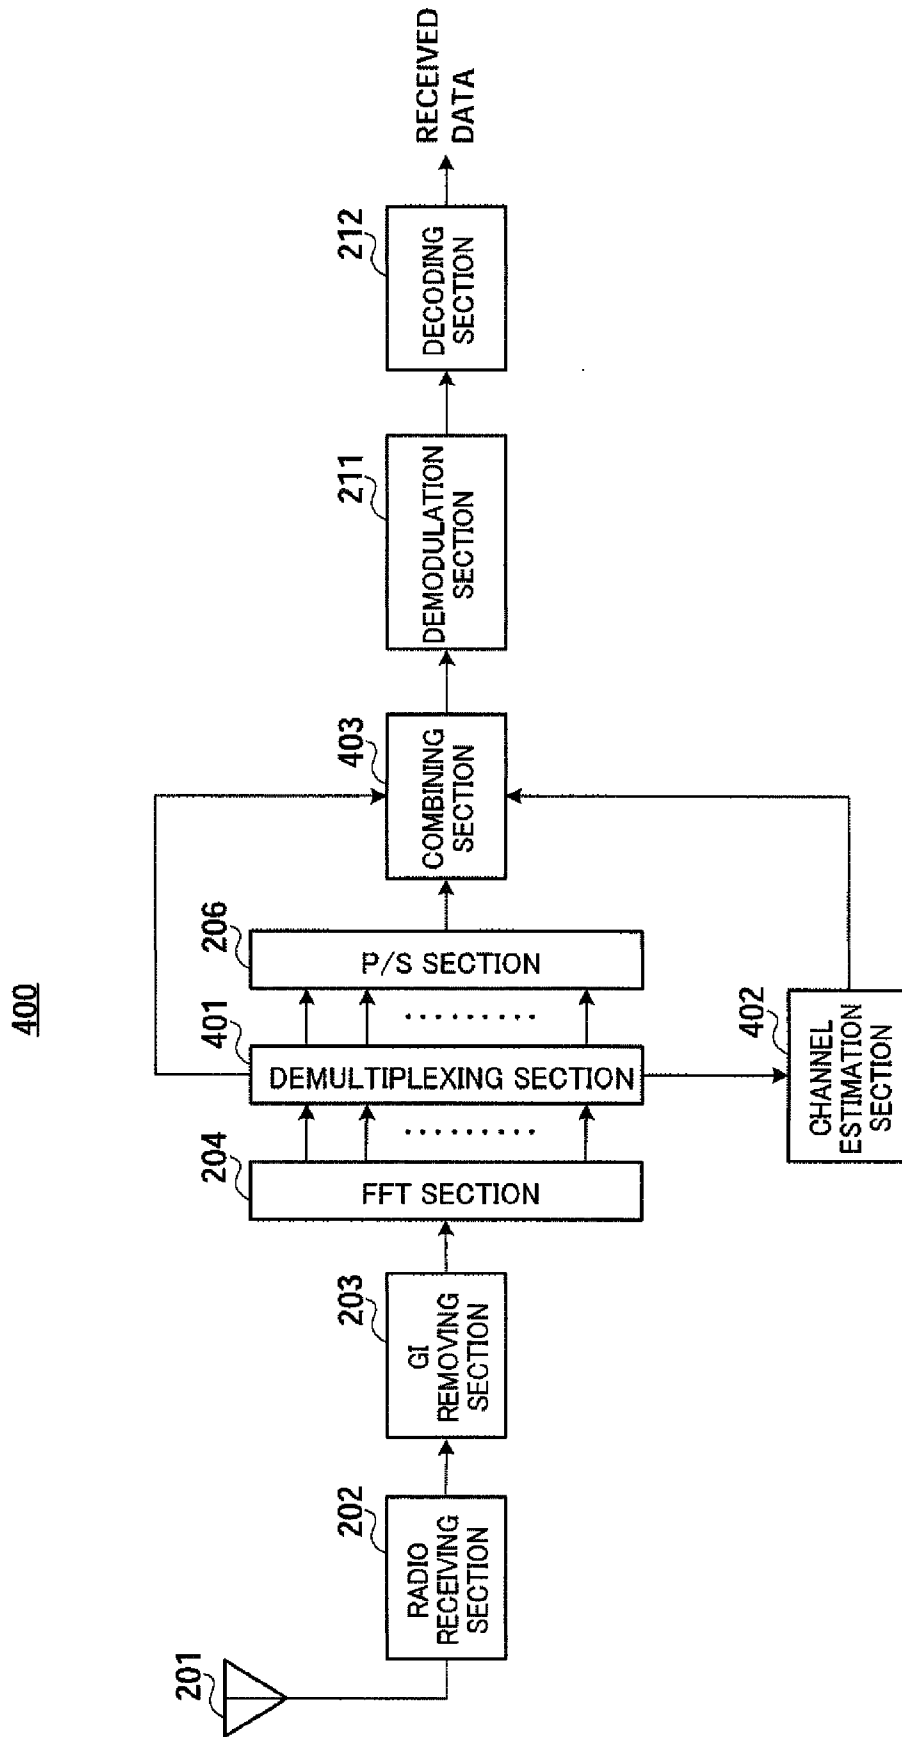 400
201
202
RADIO
RECEIVING
SECTION
203
GI
REMOVING
SECTION
204
FFT SECTION
401
DEMULTIPLEXING SECTION
206
P/S SECTION
402
CHANNEL
ESTIMATION
SECTION
403
COMBINING
SECTION
211
DEMODULATION
SECTION
212
DECODING
SECTION
RECEIVED
DATA